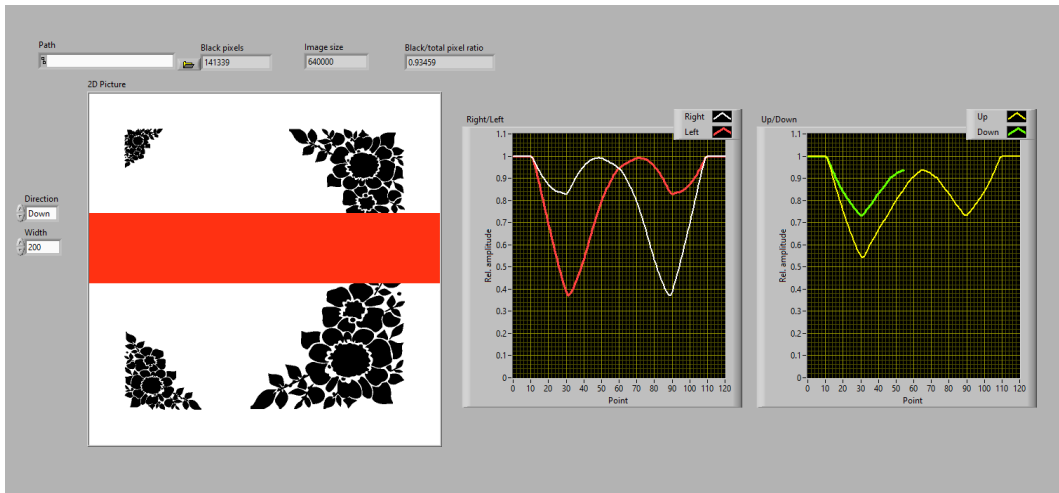 Path
Black pixels
141339
Image size
640000
Black/total pixel ratio
0.93459
2D Picture
Direction
Down
Width
200
Right/Left
Right
Left
1.1
1
0.9
0.8
0.7
0.6
0.5
0.4
0.3
0.2
0.1
0
Rel. amplitude
0 10 20 30 40 50 60 70 80 90 100 110 120
Point
Up/Down
Up
Down
1.1
1
0.9
0.8
0.7
0.6
0.5
0.4
0.3
0.2
0.1
0
Rel. amplitude
0 10 20 30 40 50 60 70 80 90 100 110 120
Point